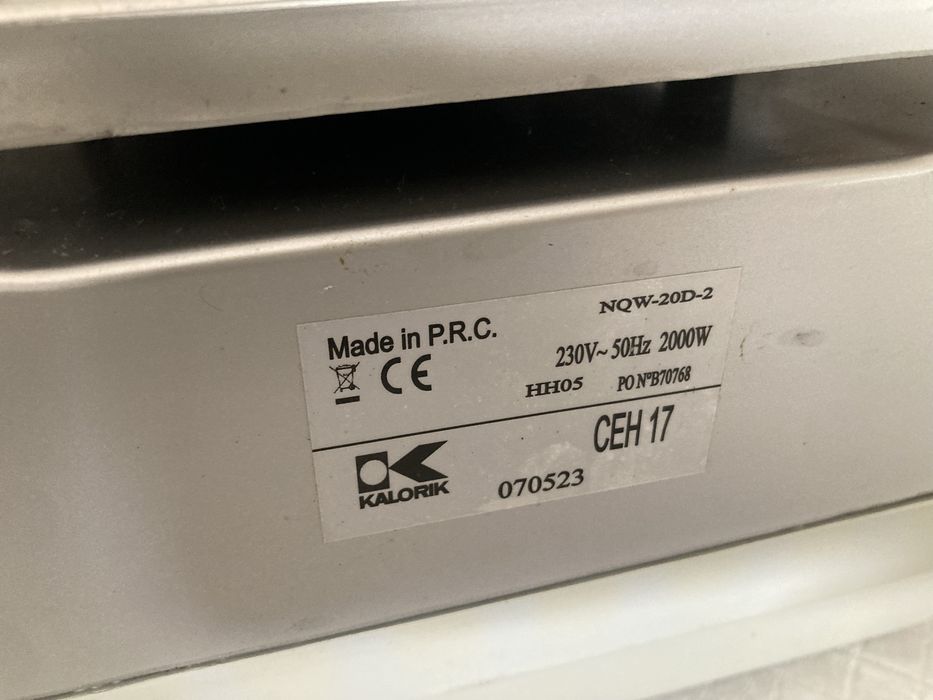 NQW-20D-2
Made in P.R.C.
230V~ 50Hz 2000W
CE
HH05 PO NºB70768
CEH 17
KALORIK
070523